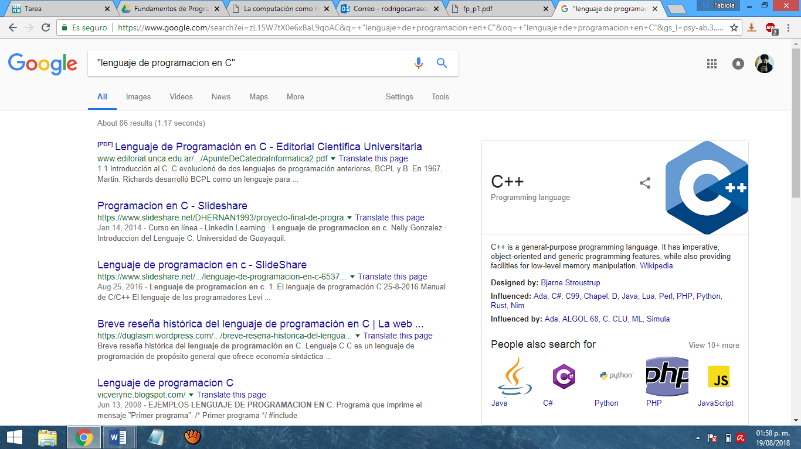 Tarea
Fundamentos de Progra
La computación como h
Correo - rodrigocarrasc
fp_p1.pdf
"lenguaje de programac
Fabiola
Es seguro
https://www.google.com/search?ei=zL15W7tX0e6xBaL9qoAC&q=+"lenguaje+de+programacion+en+C"&oq=+"lenguaje+de+programacion+en+C"&gs_l=psy-ab.3.....
Google
"lenguaje de programacion en C"
All Images Videos News Maps More Settings Tools
About 86 results (1.17 seconds)
[PDF] Lenguaje de Programación en C - Editorial Científica Universitaria
www.editorial.unca.edu.ar/.../ApunteDeCatedraInformatica2.pdf ▼ Translate this page
1.1 Introducción al C. C evolucionó de dos lenguajes de programación anteriores, BCPL y B. En 1967,
Martin. Richards desarrolló BCPL como un lenguaje para ...
Programacion en C - Slideshare
https://www.slideshare.net/DHERNAN1993/proyecto-final-de-progra ▼ Translate this page
Jan 14, 2014 - Curso en línea - LinkedIn Learning · Lenguaje de programacion en c. Nelly Gonzalez ·
Introduccion del Lenguaje C. Universidad de Guayaquil.
Lenguaje de programacion en c - SlideShare
https://www.slideshare.net/.../lenguaje-de-programacion-en-c-6537... ▼ Translate this page
Aug 25, 2016 - Lenguaje de programacion en c. 1. El lenguaje de programación C 25-8-2016 Manual
de C/C++ El lenguaje de los programadores Levi ...
Breve reseña histórica del lenguaje de programación en C | La web ...
https://duglasm.wordpress.com/.../breve-resena-historica-del-lengua... ▼ Translate this page
Breve reseña histórica del lenguaje de programación en C. Lenguaje C C es un lenguaje de
programación de propósito general que ofrece economía sintáctica ...
Lenguaje de programacion C
vicveryne.blogspot.com/ ▼ Translate this page
Jun 13, 2008 - EJEMPLOS LENGUAJE DE PROGRAMACION EN C. Programa que imprime el
mensaje "Primer programa". /* Primer programa */ #include
C++
Programming language
C++
C++ is a general-purpose programming language. It has imperative,
object-oriented and generic programming features, while also providing
facilities for low-level memory manipulation. Wikipedia
Designed by: Bjarne Stroustrup
Influenced: Ada, C#, C99, Chapel, D, Java, Lua, Perl, PHP, Python,
Rust, Nim
Influenced by: Ada, ALGOL 68, C, CLU, ML, Simula
People also search for View 10+ more
Java
C#
python
php
JS
Java C# Python PHP JavaScript
01:58 p. m.
19/08/2018